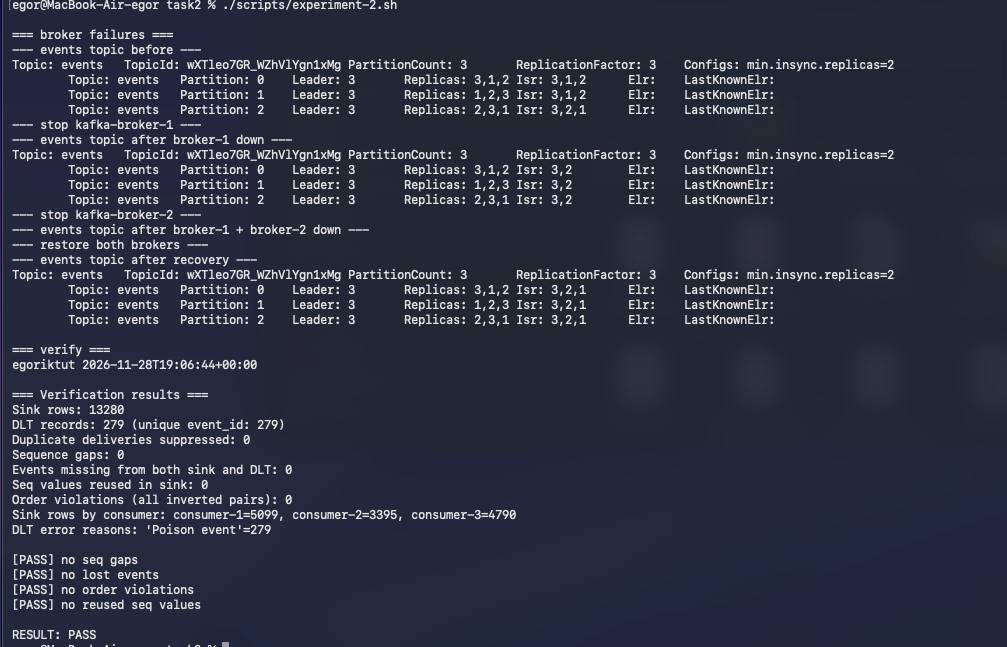 [egor@MacBook-Air-egor task2 % ./scripts/experiment-2.sh
=== broker failures ===
--- events topic before ---
Topic: events TopicId: wXTleo7GR_WZhVlYgn1xMg PartitionCount: 3 ReplicationFactor: 3 Configs: min.insync.replicas=2
Topic: events Partition: 0 Leader: 3 Replicas: 3,1,2 Isr: 3,1,2 Elr: LastKnownElr:
Topic: events Partition: 1 Leader: 3 Replicas: 1,2,3 Isr: 3,1,2 Elr: LastKnownElr:
Topic: events Partition: 2 Leader: 3 Replicas: 2,3,1 Isr: 3,2,1 Elr: LastKnownElr:
--- stop kafka-broker-1 ---
--- events topic after broker-1 down ---
Topic: events TopicId: wXTleo7GR_WZhVlYgn1xMg PartitionCount: 3 ReplicationFactor: 3 Configs: min.insync.replicas=2
Topic: events Partition: 0 Leader: 3 Replicas: 3,1,2 Isr: 3,2 Elr: LastKnownElr:
Topic: events Partition: 1 Leader: 3 Replicas: 1,2,3 Isr: 3,2 Elr: LastKnownElr:
Topic: events Partition: 2 Leader: 3 Replicas: 2,3,1 Isr: 3,2 Elr: LastKnownElr:
--- stop kafka-broker-2 ---
--- events topic after broker-1 + broker-2 down ---
--- restore both brokers ---
--- events topic after recovery ---
Topic: events TopicId: wXTleo7GR_WZhVlYgn1xMg PartitionCount: 3 ReplicationFactor: 3 Configs: min.insync.replicas=2
Topic: events Partition: 0 Leader: 3 Replicas: 3,1,2 Isr: 3,2,1 Elr: LastKnownElr:
Topic: events Partition: 1 Leader: 3 Replicas: 1,2,3 Isr: 3,2,1 Elr: LastKnownElr:
Topic: events Partition: 2 Leader: 3 Replicas: 2,3,1 Isr: 3,2,1 Elr: LastKnownElr:
=== verify ===
egoriktut 2026-11-28T19:06:44+00:00
=== Verification results ===
Sink rows: 13280
DLT records: 279 (unique event_id: 279)
Duplicate deliveries suppressed: 0
Sequence gaps: 0
Events missing from both sink and DLT: 0
Seq values reused in sink: 0
Order violations (all inverted pairs): 0
Sink rows by consumer: consumer-1=5099, consumer-2=3395, consumer-3=4790
DLT error reasons: 'Poison event'=279
[PASS] no seq gaps
[PASS] no lost events
[PASS] no order violations
[PASS] no reused seq values
RESULT: PASS